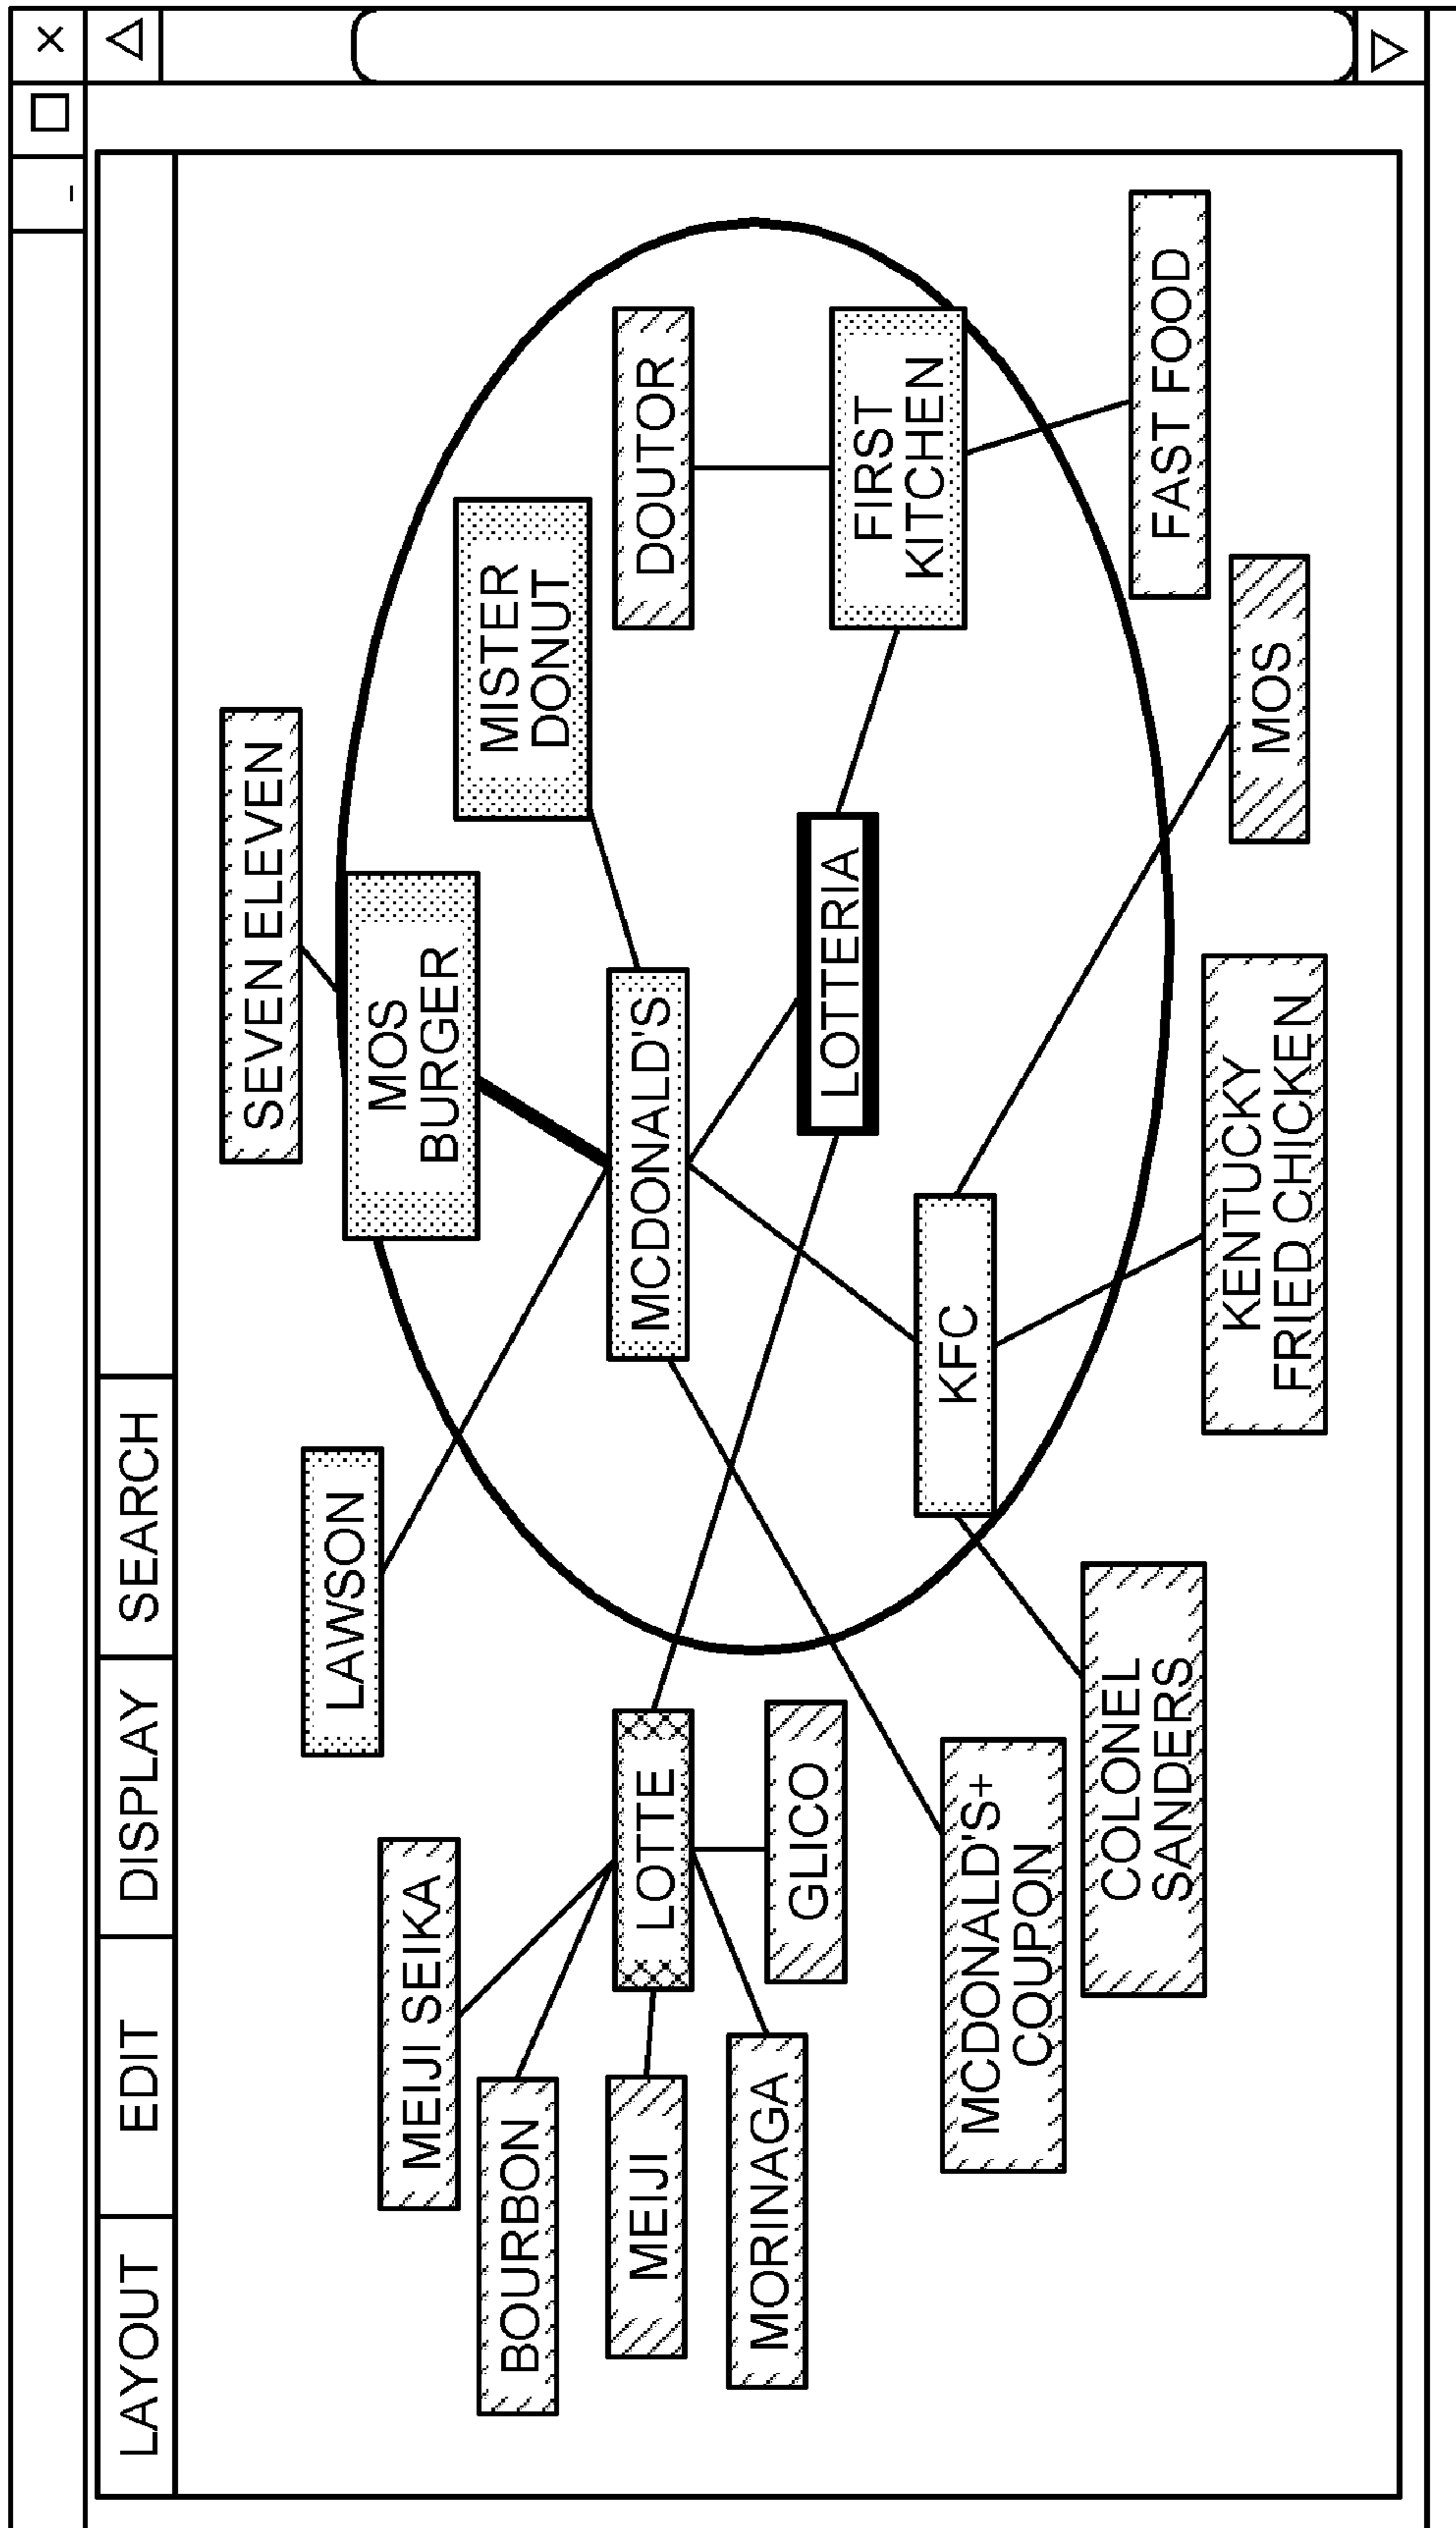 LAYOUT
EDIT
DISPLAY
SEARCH
SEVEN ELEVEN
LAWSON
MOS
BURGER
MEIJI SEIKA
MISTER
DONUT
BOURBON
MEIJI
LOTTE
MCDONALD'S
DOUTOR
MORINAGA
GLICO
LOTTERIA
FIRST
KITCHEN
MCDONALD'S+
COUPON
KFC
COLONEL
SANDERS
FAST FOOD
KENTUCKY
FRIED CHICKEN
MOS